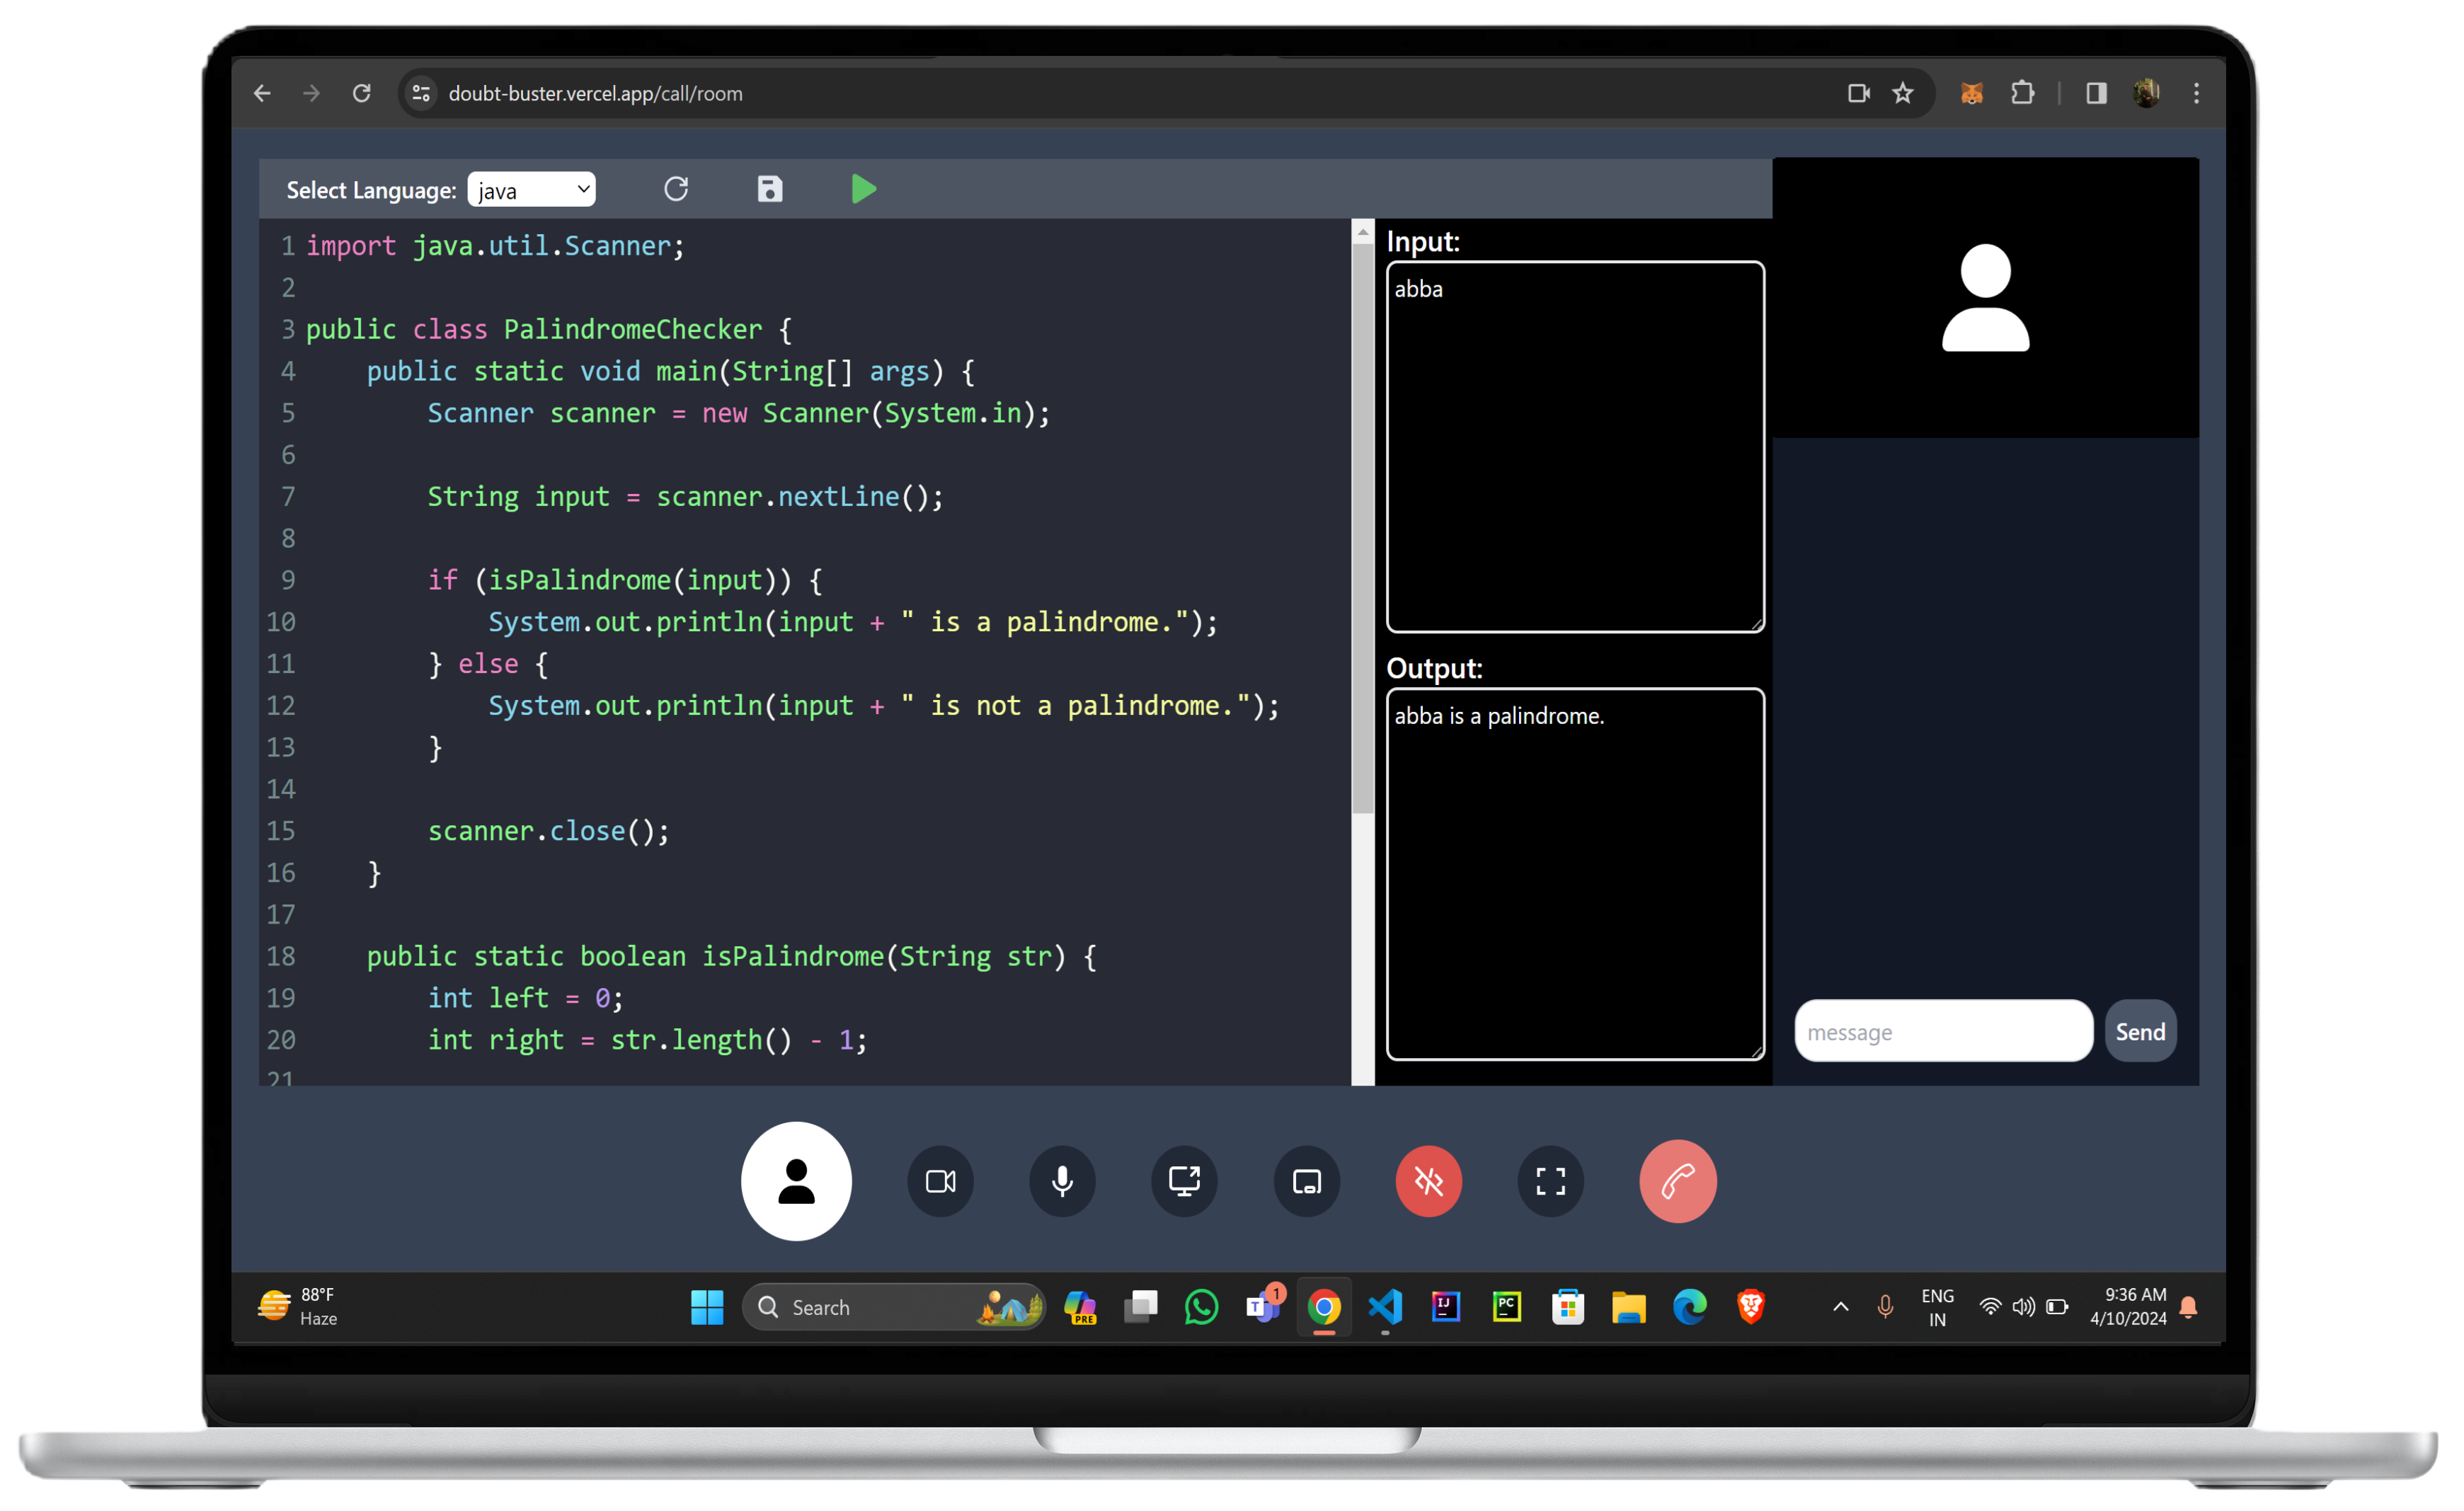 doubt-buster.vercel.app/call/room
Select Language: java
1 import java.util.Scanner;
2
3 public class PalindromeChecker {
4     public static void main(String[] args) {
5         Scanner scanner = new Scanner(System.in);
6
7         String input = scanner.nextLine();
8
9         if (isPalindrome(input)) {
10             System.out.println(input + " is a palindrome.");
11         } else {
12             System.out.println(input + " is not a palindrome.");
13         }
14
15         scanner.close();
16     }
17
18     public static boolean isPalindrome(String str) {
19         int left = 0;
20         int right = str.length() - 1;
21
Input:
abba
Output:
abba is a palindrome.
message
Send
88°F
Haze
Search
PRE
T
1
IJ
PC
ENG
IN
9:36 AM
4/10/2024